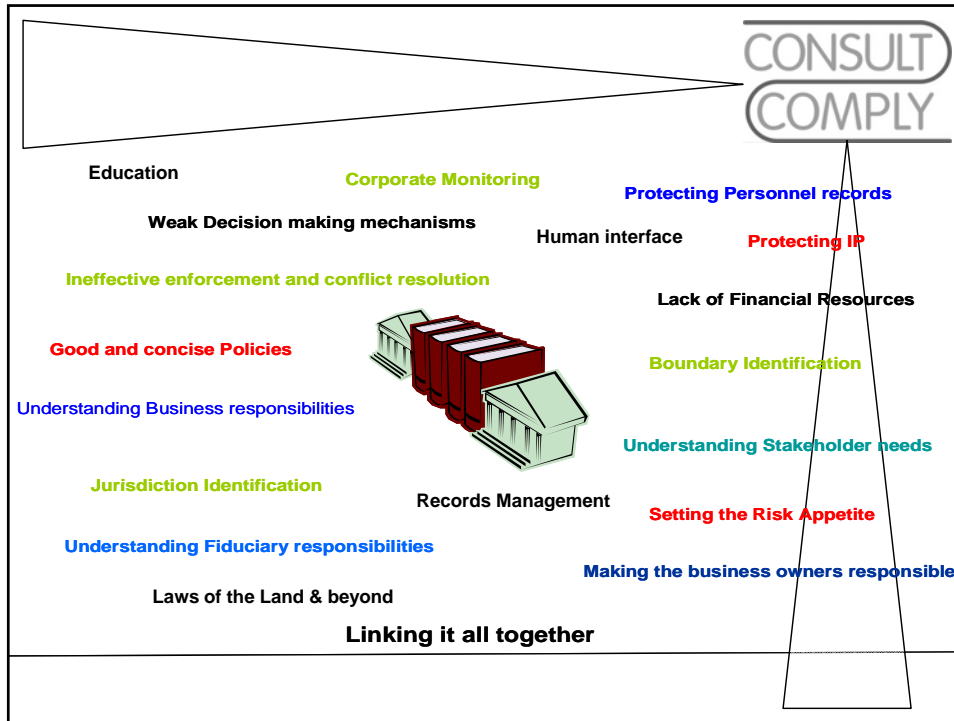 CONSULT
COMPLY
Education
Corporate Monitoring
Protecting Personnel records
Weak Decision making mechanisms
Human interface
Protecting IP
Ineffective enforcement and conflict resolution
Lack of Financial Resources
Good and concise Policies
Boundary Identification
Understanding Business responsibilities
Understanding Stakeholder needs
Jurisdiction Identification
Records Management
Setting the Risk Appetite
Understanding Fiduciary responsibilities
Making the business owners responsible
Laws of the Land & beyond
Linking it all together